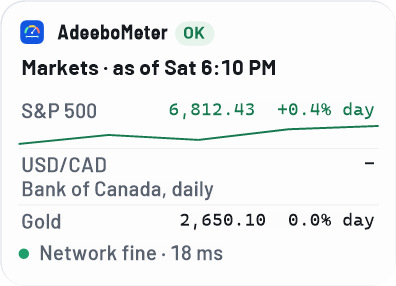 AdeeboMeter OK
Markets · as of Sat 6:10 PM
S&P 500 6,812.43 +0.4% day
USD/CAD –
Bank of Canada, daily
Gold 2,650.10 0.0% day
Network fine · 18 ms